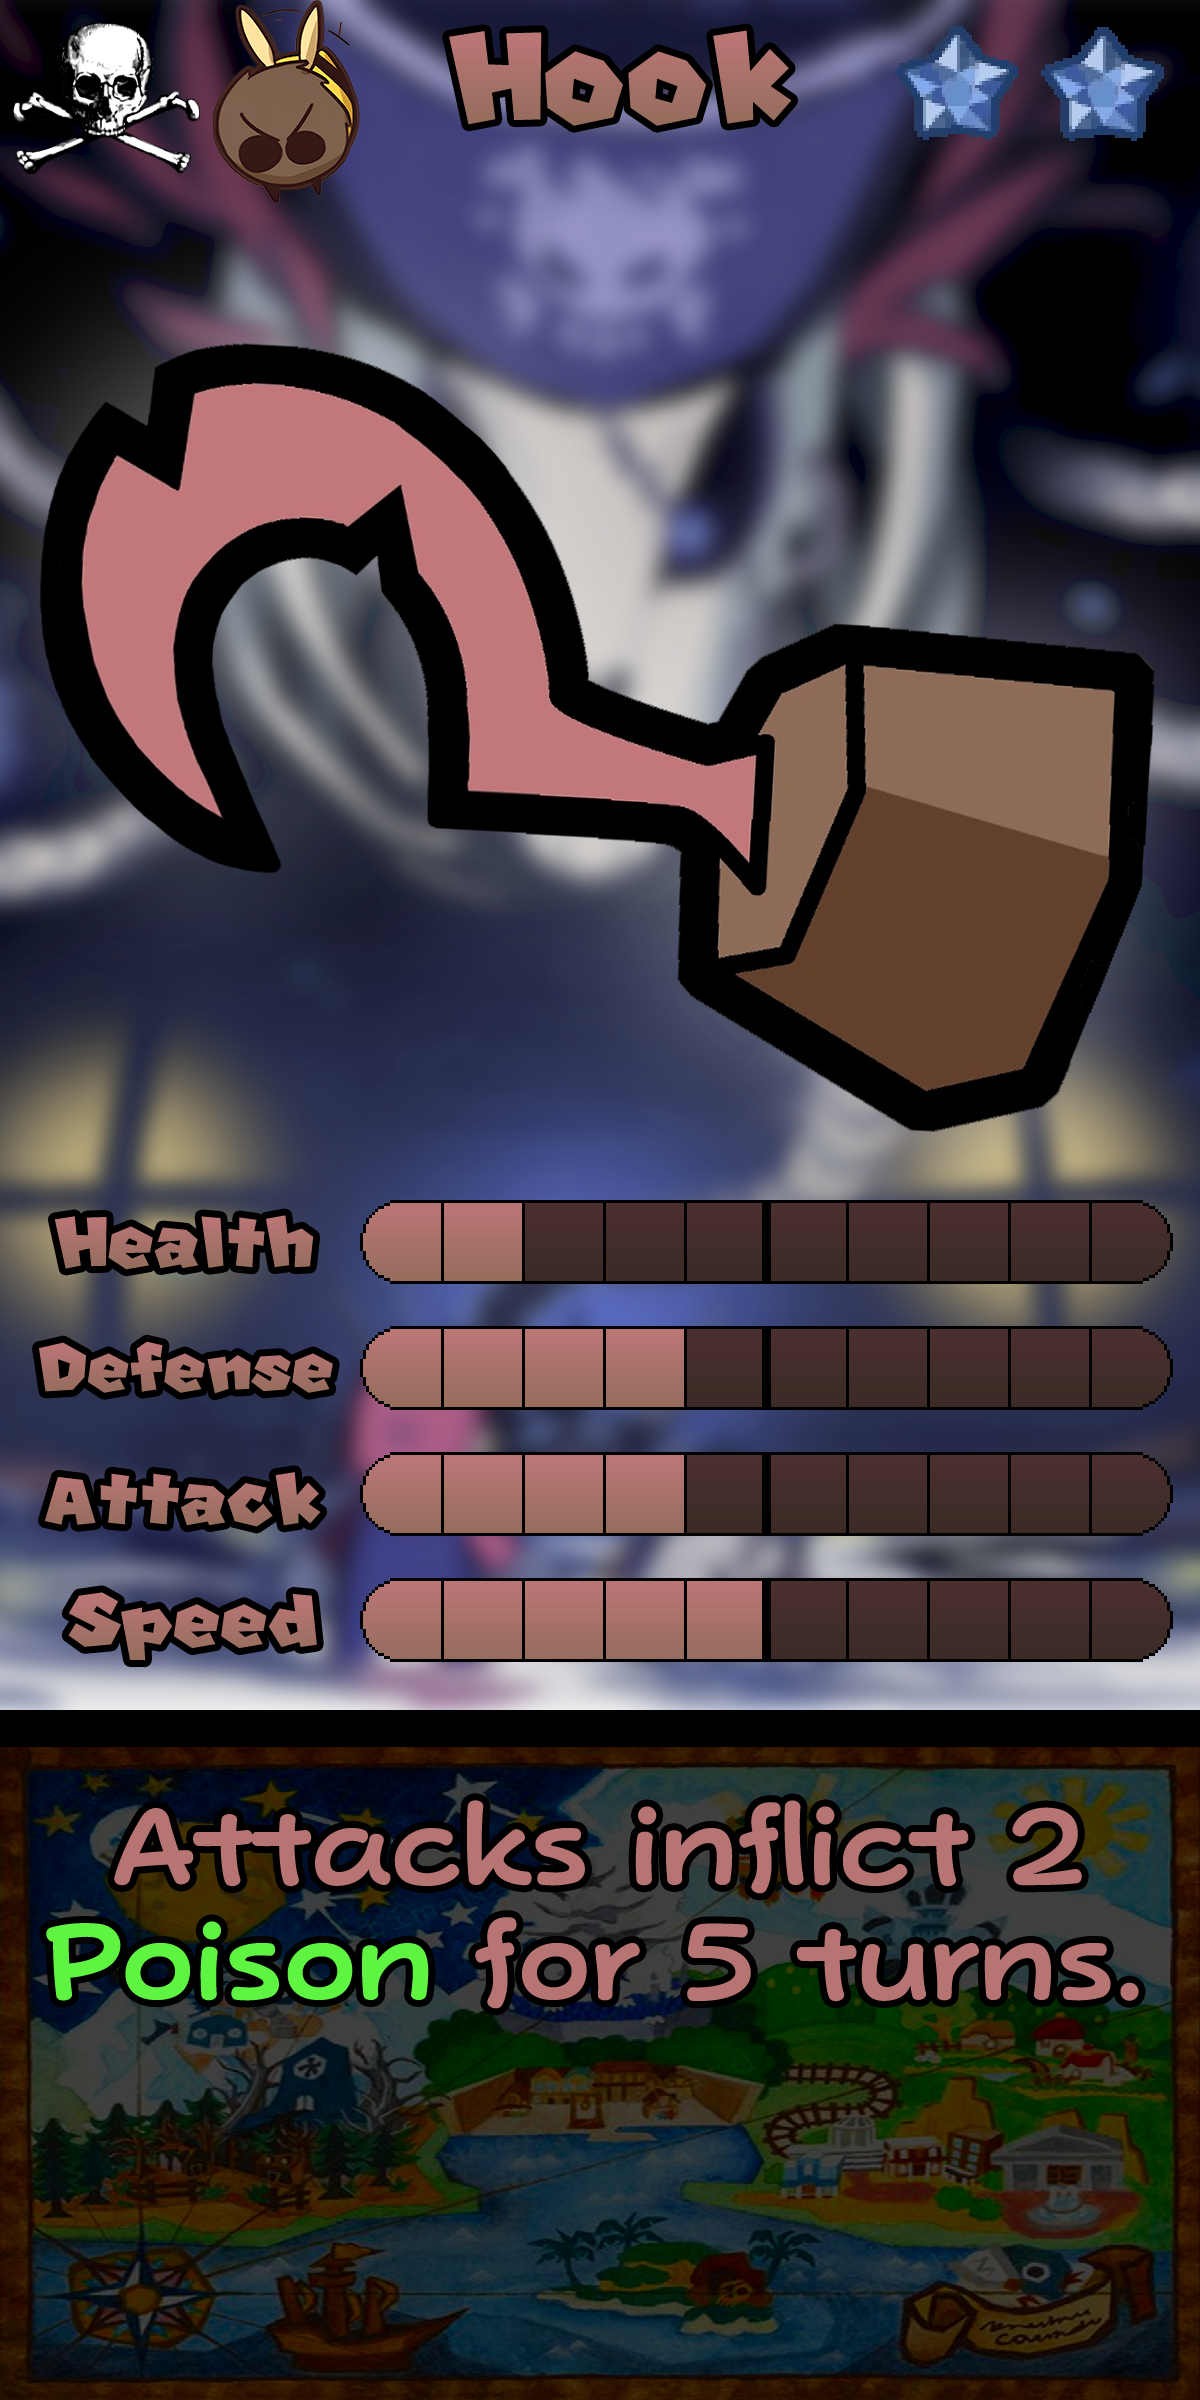 Hook
Health
Defense
Attack
Speed
Attacks inflict 2
Poison for 5 turns.